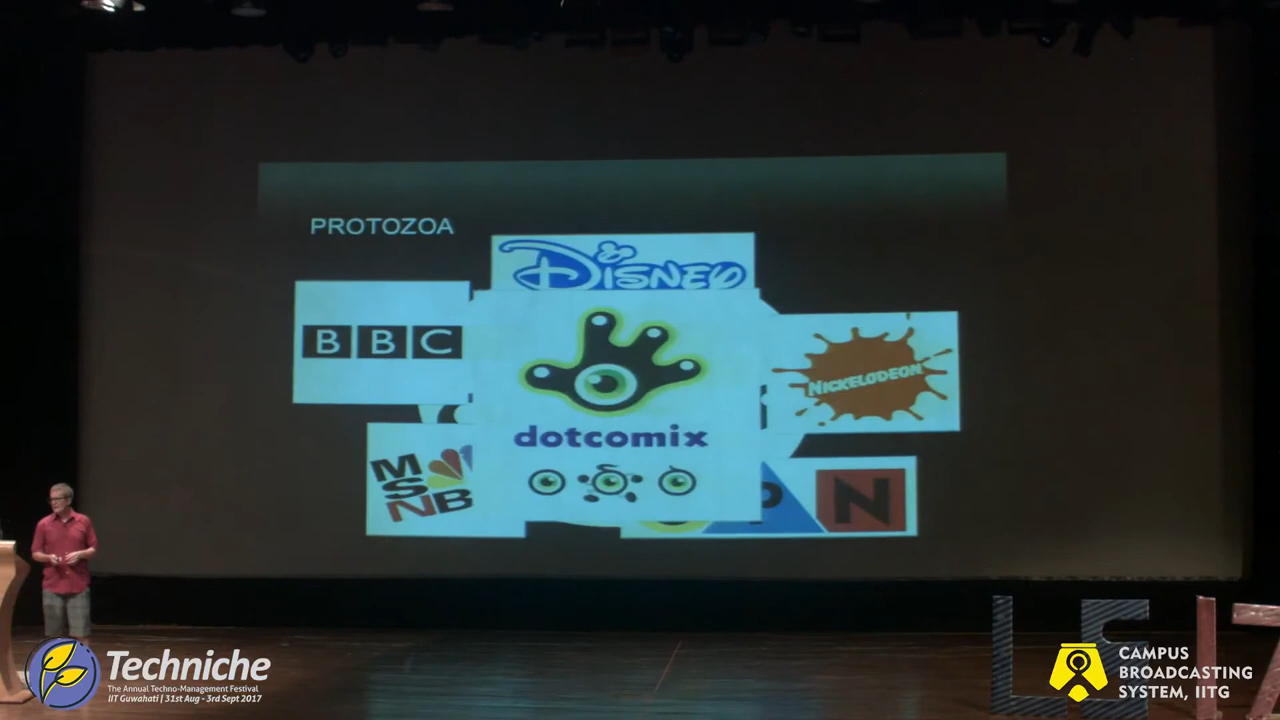 PROTOZOA
DISNEY
BBC
NICKELODEON
dotcomix
MSNB
P N
Techniche
The Annual Techno-Management Festival
IIT Guwahati | 31st Aug - 3rd Sept 2017
CAMPUS
BROADCASTING
SYSTEM, IITG